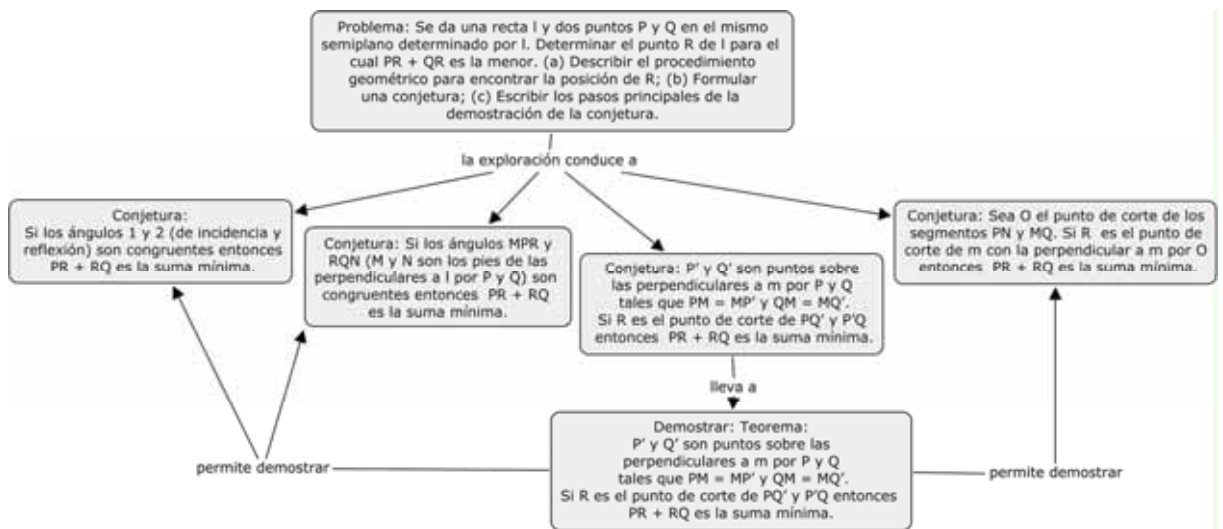 Problema: Se da una recta l y dos puntos P y Q en el mismo
semiplano determinado por l. Determinar el punto R de l para el
cual PR + QR es la menor. (a) Describir el procedimiento
geométrico para encontrar la posición de R; (b) Formular
una conjetura; (c) Escribir los pasos principales de la
demostración de la conjetura.
la exploración conduce a
Conjetura:
Si los ángulos 1 y 2 (de incidencia y
reflexión) son congruentes entonces
PR + RQ es la suma mínima.
Conjetura: Si los ángulos MPR y
RQN (M y N son los pies de las
perpendiculares a l por P y Q) son
congruentes entonces PR + RQ
es la suma mínima.
Conjetura: P' y Q' son puntos sobre
las perpendiculares a m por P y Q
tales que PM = MP' y QM = MQ'.
Si R es el punto de corte de PQ' y P'Q
entonces PR + RQ es la suma mínima.
Conjetura: Sea O el punto de corte de los
segmentos PN y MQ. Si R es el punto de
corte de m con la perpendicular a m por O
entonces PR + RQ es la suma mínima.
lleva a
Demostrar: Teorema:
P' y Q' son puntos sobre las
perpendiculares a m por P y Q
tales que PM = MP' y QM = MQ'.
Si R es el punto de corte de PQ' y P'Q entonces
PR + RQ es la suma mínima.
permite demostrar
permite demostrar